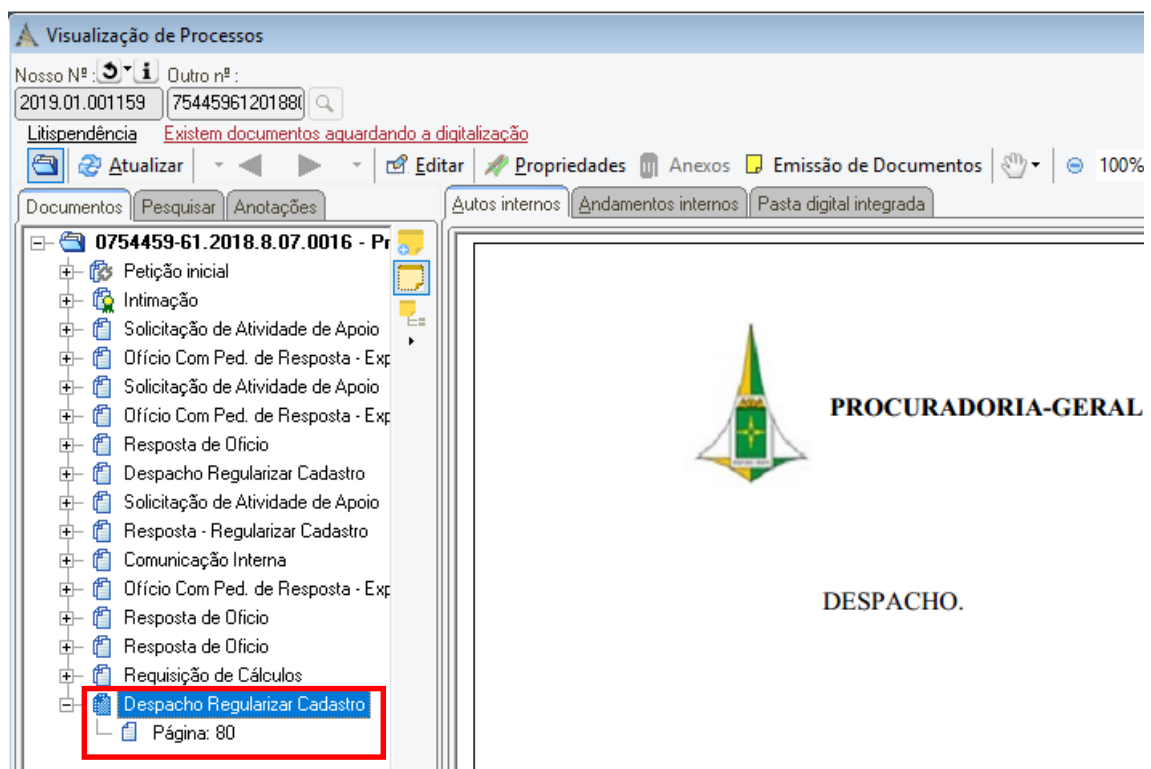 Visualização de Processos
Nosso Nº : Outro nº :
2019.01.001159 7544596120188
Litispendência Existem documentos aguardando a digitalização
Atualizar Editar Propriedades Anexos Emissão de Documentos 100%
Documentos Pesquisar Anotações Autos internos Andamentos internos Pasta digital integrada
0754459-61.2018.8.07.0016 - Pr
Petição inicial
Intimação
Solicitação de Atividade de Apoio
Ofício Com Ped. de Resposta - Exp
Solicitação de Atividade de Apoio
Ofício Com Ped. de Resposta - Exp
Resposta de Oficio
Despacho Regularizar Cadastro
Solicitação de Atividade de Apoio
Resposta - Regularizar Cadastro
Comunicação Interna
Ofício Com Ped. de Resposta - Exp
Resposta de Oficio
Resposta de Oficio
Requisição de Cálculos
Despacho Regularizar Cadastro
Página: 80
PROCURADORIA-GERAL
DESPACHO.